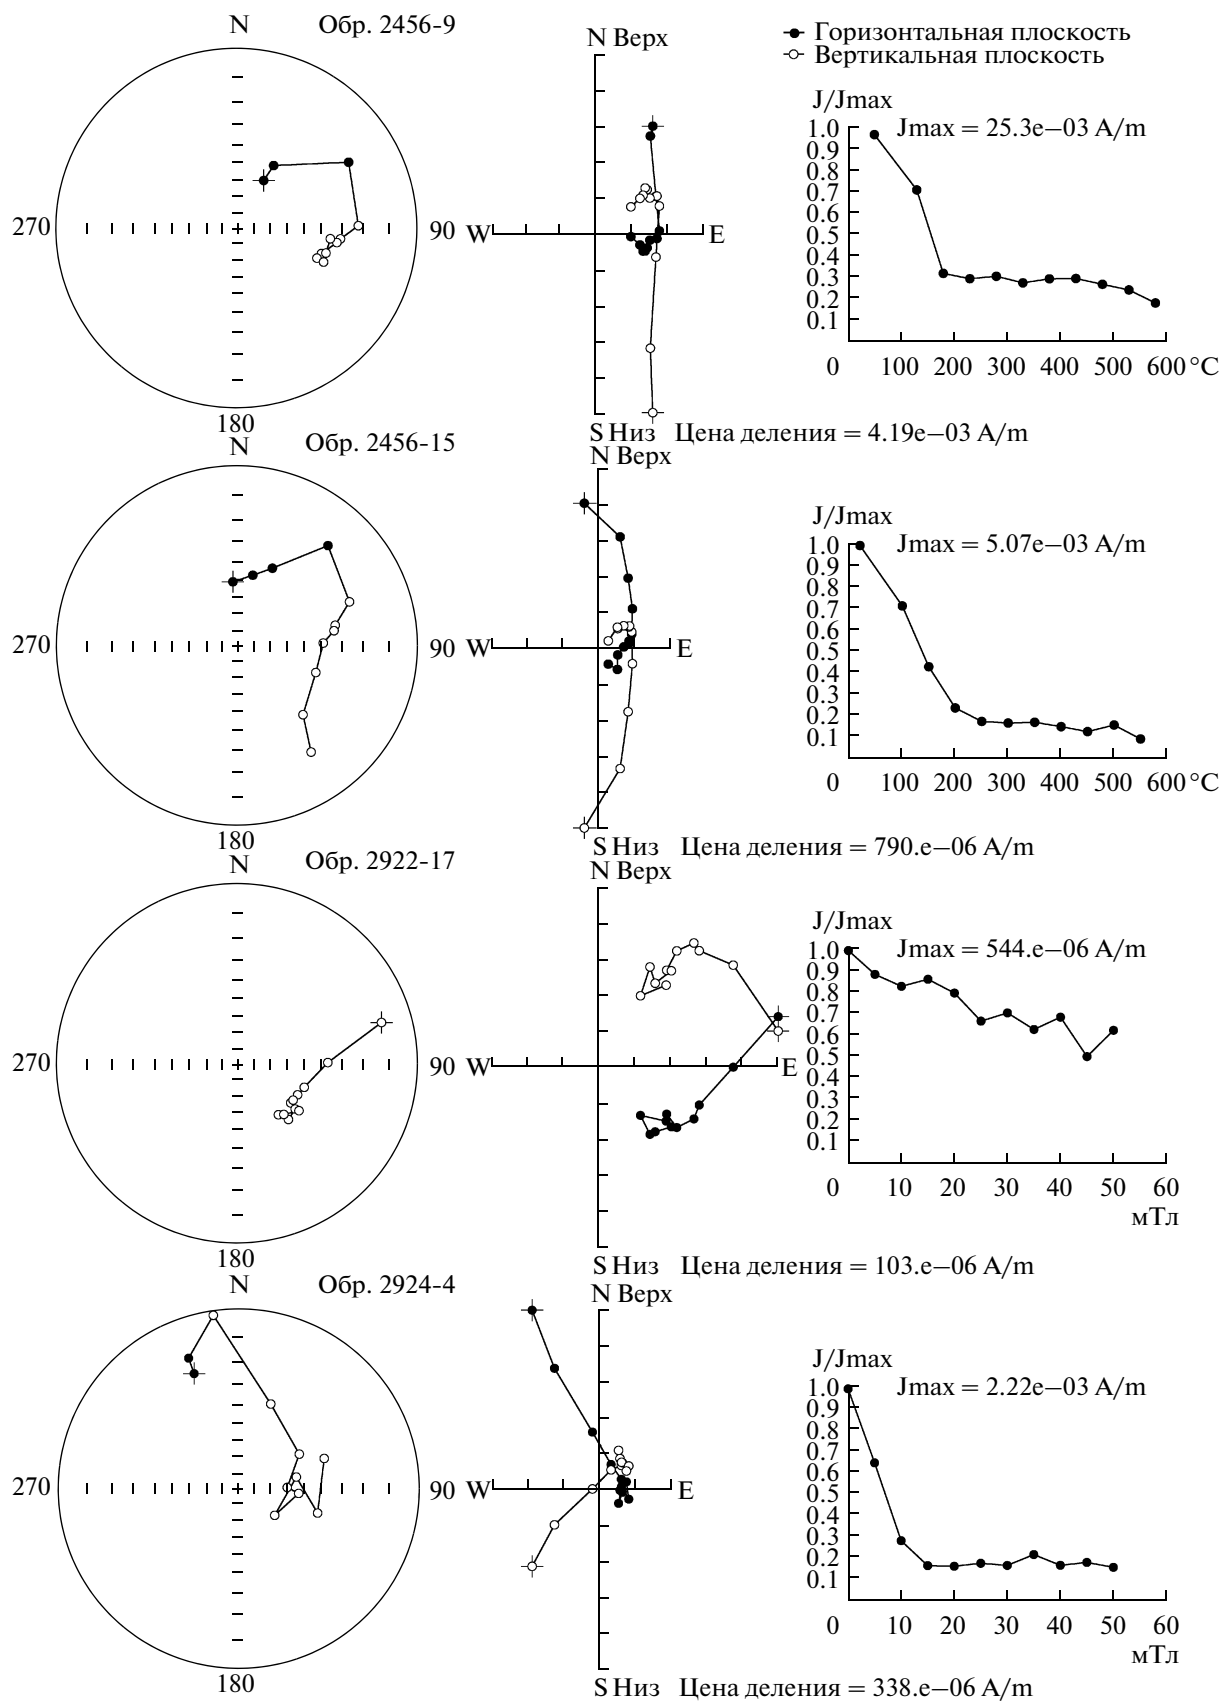 N Обр. 2456-9
N Верх
Горизонтальная плоскость
Вертикальная плоскость
J/Jmax
Jmax = 25.3e–03 A/m
1.0
0.9
0.8
0.7
0.6
0.5
0.4
0.3
0.2
0.1
270 90 W E
0 100 200 300 400 500 600 °C
180
S Низ Цена деления = 4.19e–03 A/m
N Обр. 2456-15
N Верх
J/Jmax
Jmax = 5.07e–03 A/m
1.0
0.9
0.8
0.7
0.6
0.5
0.4
0.3
0.2
0.1
270 90 W E
0 100 200 300 400 500 600 °C
180
S Низ Цена деления = 790.e–06 A/m
N Обр. 2922-17
N Верх
J/Jmax
Jmax = 544.e–06 A/m
1.0
0.9
0.8
0.7
0.6
0.5
0.4
0.3
0.2
0.1
270 90 W E
0 10 20 30 40 50 60
мТл
180
S Низ Цена деления = 103.e–06 A/m
N Обр. 2924-4
N Верх
J/Jmax
Jmax = 2.22e–03 A/m
1.0
0.9
0.8
0.7
0.6
0.5
0.4
0.3
0.2
0.1
270 90 W E
0 10 20 30 40 50 60
мТл
180
S Низ Цена деления = 338.e–06 A/m